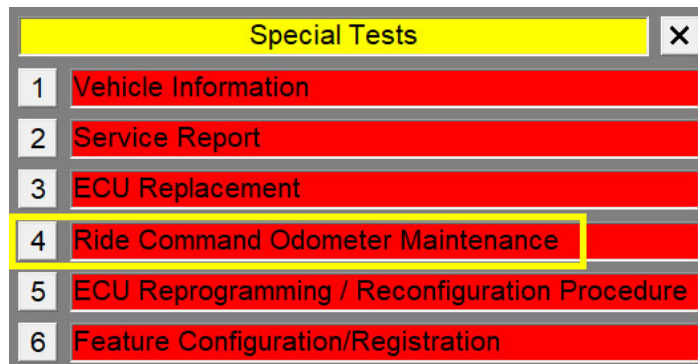 Special Tests
1 Vehicle Information
2 Service Report
3 ECU Replacement
4 Ride Command Odometer Maintenance
5 ECU Reprogramming / Reconfiguration Procedure
6 Feature Configuration/Registration